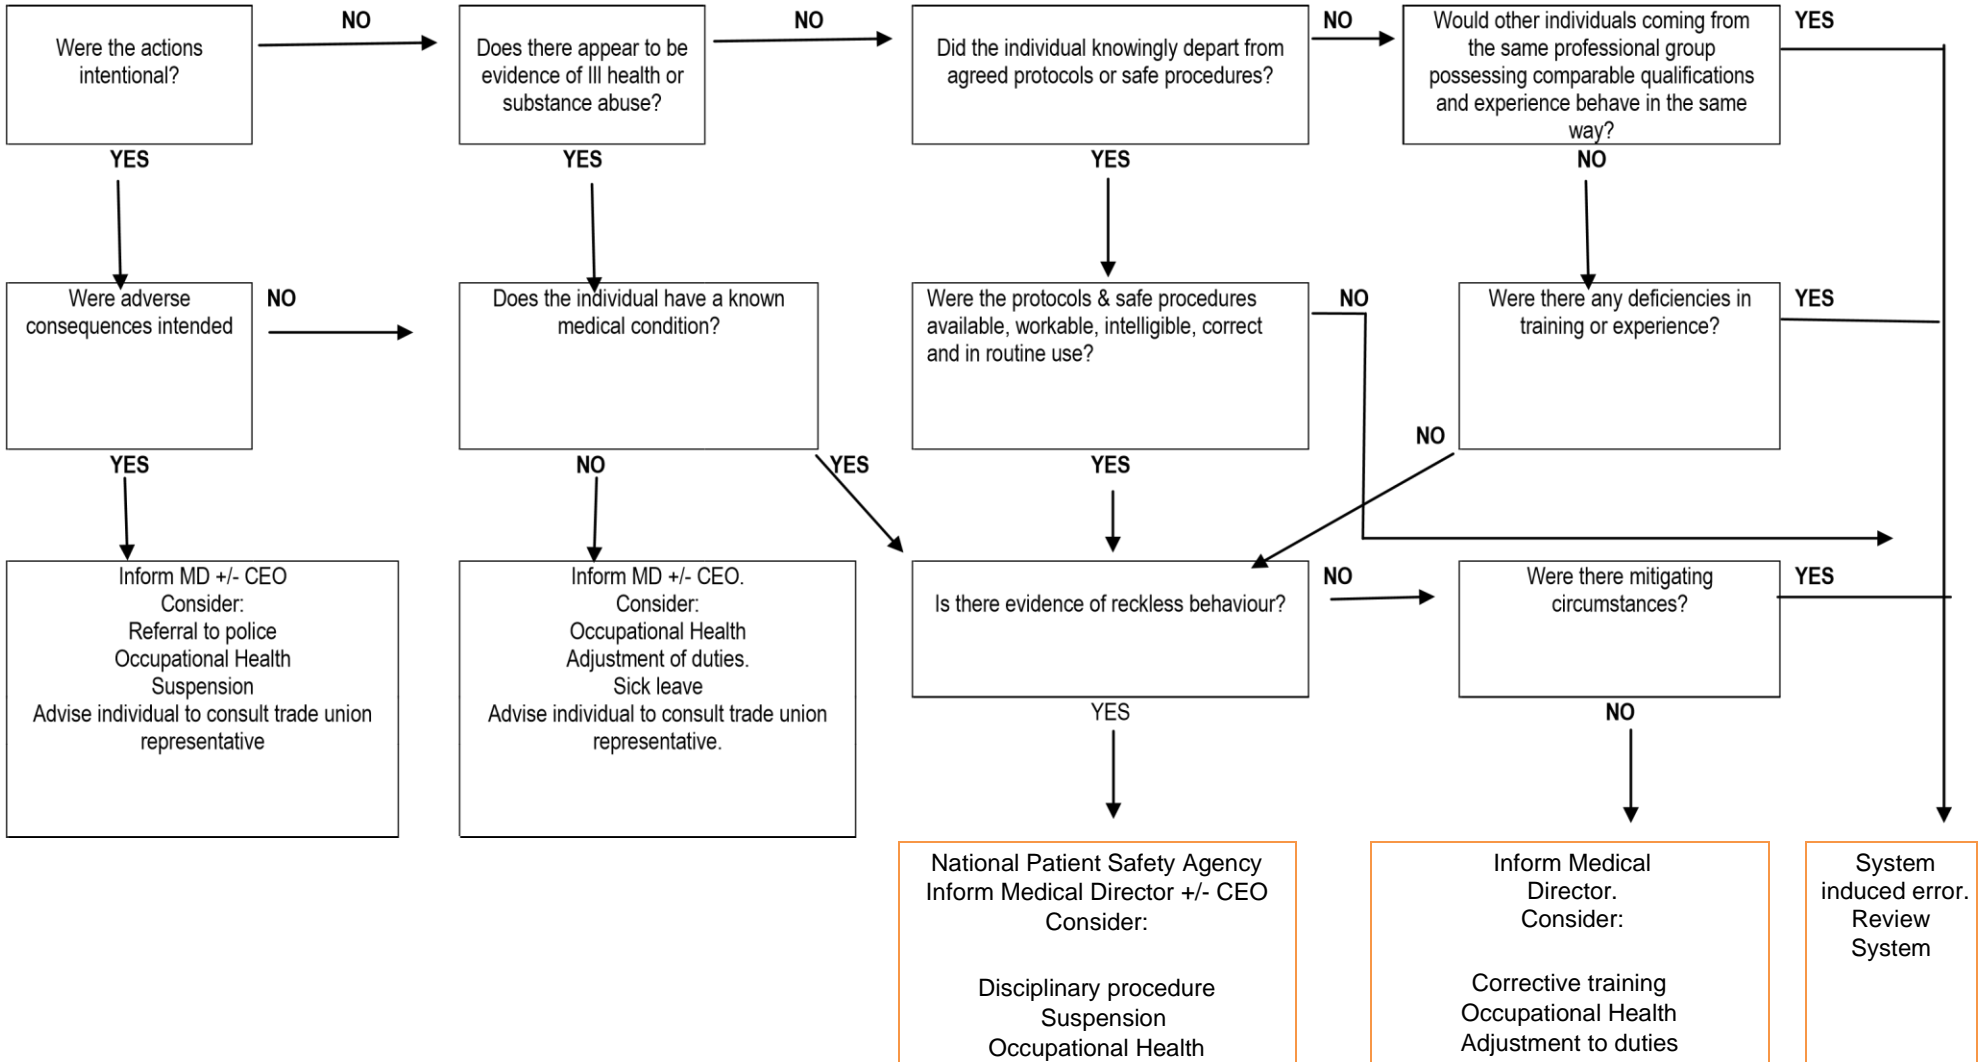 Were the actions
intentional?
NO
Does there appear to be
evidence of Ill health or
substance abuse?
NO
Did the individual knowingly depart from
agreed protocols or safe procedures?
NO
Would other individuals coming from
the same professional group
possessing comparable qualifications
and experience behave in the same
way?
YES
YES
YES
YES
NO
Were adverse
consequences intended
NO
Does the individual have a known
medical condition?
Were the protocols & safe procedures
available, workable, intelligible, correct
and in routine use?
NO
Were there any deficiencies in
training or experience?
YES
YES
NO
YES
YES
NO
Inform MD +/- CEO
Consider:
Referral to police
Occupational Health
Suspension
Advise individual to consult trade union
representative
Inform MD +/- CEO.
Consider:
Occupational Health
Adjustment of duties.
Sick leave
Advise individual to consult trade union
representative.
Is there evidence of reckless behaviour?
NO
Were there mitigating
circumstances?
YES
YES
NO
National Patient Safety Agency
Inform Medical Director +/- CEO
Consider:
Disciplinary procedure
Suspension
Occupational Health
Inform Medical
Director.
Consider:
Corrective training
Occupational Health
Adjustment to duties
System
induced error.
Review
System